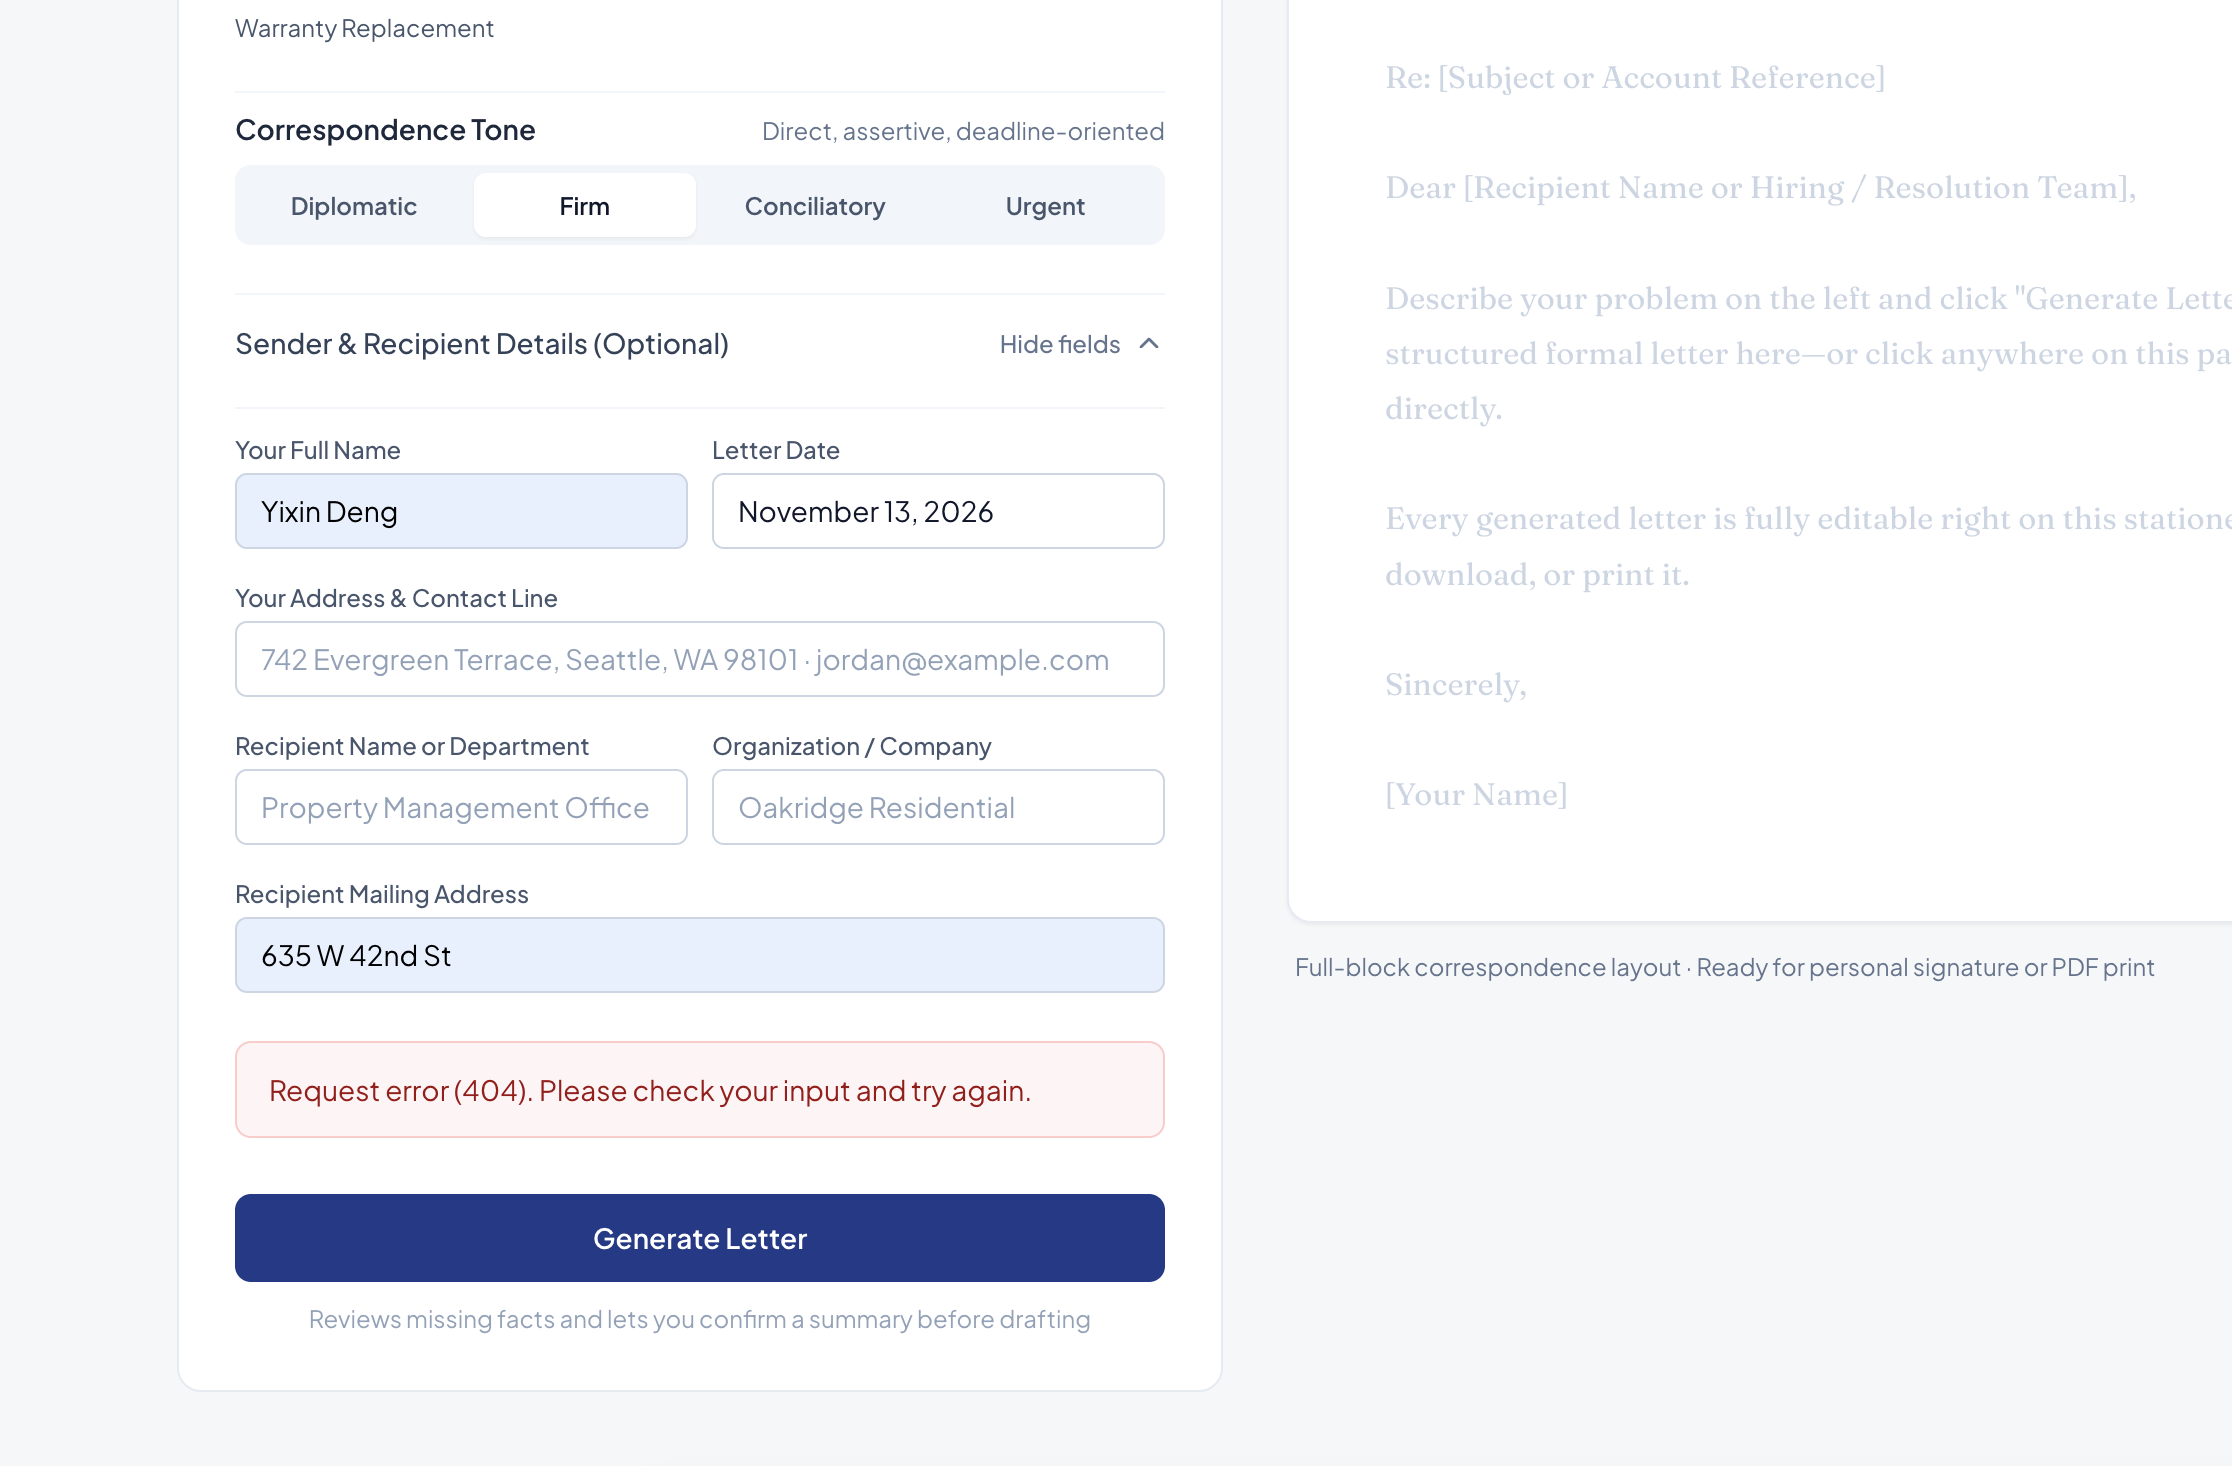 Warranty Replacement
Correspondence Tone
Direct, assertive, deadline-oriented
Diplomatic
Firm
Conciliatory
Urgent
Sender & Recipient Details (Optional)
Hide fields
Your Full Name
Letter Date
Yixin Deng
November 13, 2026
Your Address & Contact Line
742 Evergreen Terrace, Seattle, WA 98101 · jordan@example.com
Recipient Name or Department
Organization / Company
Property Management Office
Oakridge Residential
Recipient Mailing Address
635 W 42nd St
Request error (404). Please check your input and try again.
Generate Letter
Reviews missing facts and lets you confirm a summary before drafting
Re: [Subject or Account Reference]
Dear [Recipient Name or Hiring / Resolution Team],
Describe your problem on the left and click "Generate
structured formal letter here—or click anywhere on this
directly.
Every generated letter is fully editable right on this
download, or print it.
Sincerely,
[Your Name]
Full-block correspondence layout · Ready for personal signature or PDF print